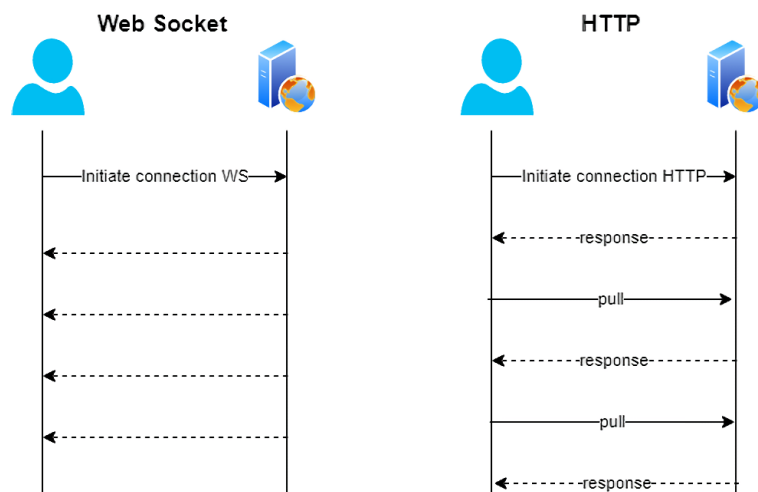 Web Socket
HTTP
Initiate connection WS
Initiate connection HTTP
response
pull
response
pull
response